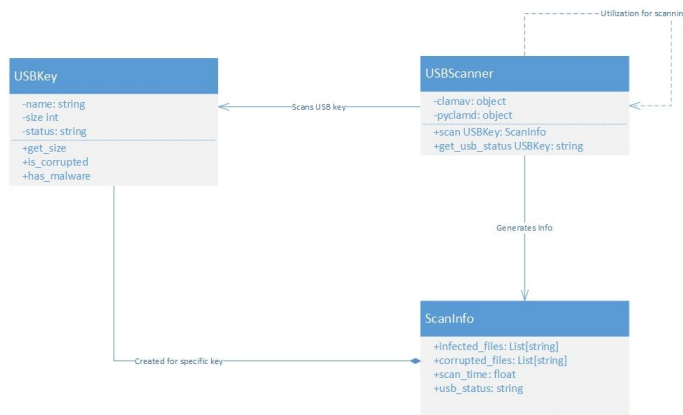 Utilization for scannin
USBKey
-name: string
-size int
-status: string
+get_size
+is_corrupted
+has_malware
Scans USB key
USBScanner
-clamav: object
-pyclamd: object
+scan USBKey: ScanInfo
+get_usb_status USBKey: string
Generates Info
ScanInfo
+infected_files: List[string]
+corrupted_files: List[string]
+scan_time: float
+usb_status: string
Created for specific key